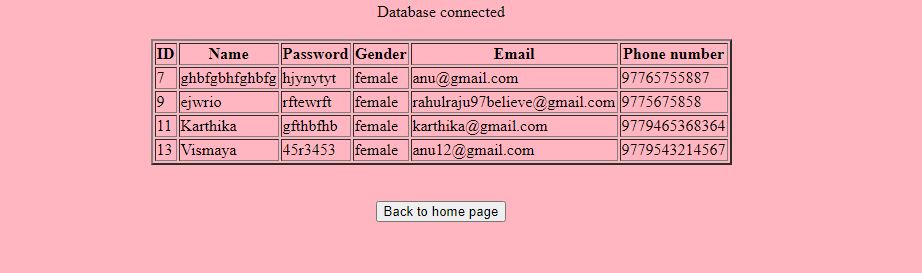 Database connected
ID Name Password Gender Email Phone number
7 ghbfgbhfghbfg hjynytyt female anu@gmail.com 97765755887
9 ejwrio rftewrft female rahulraju97believe@gmail.com 9775675858
11 Karthika gfthbfhb female karthika@gmail.com 9779465368364
13 Vismaya 45r3453 female anu12@gmail.com 9779543214567
Back to home page